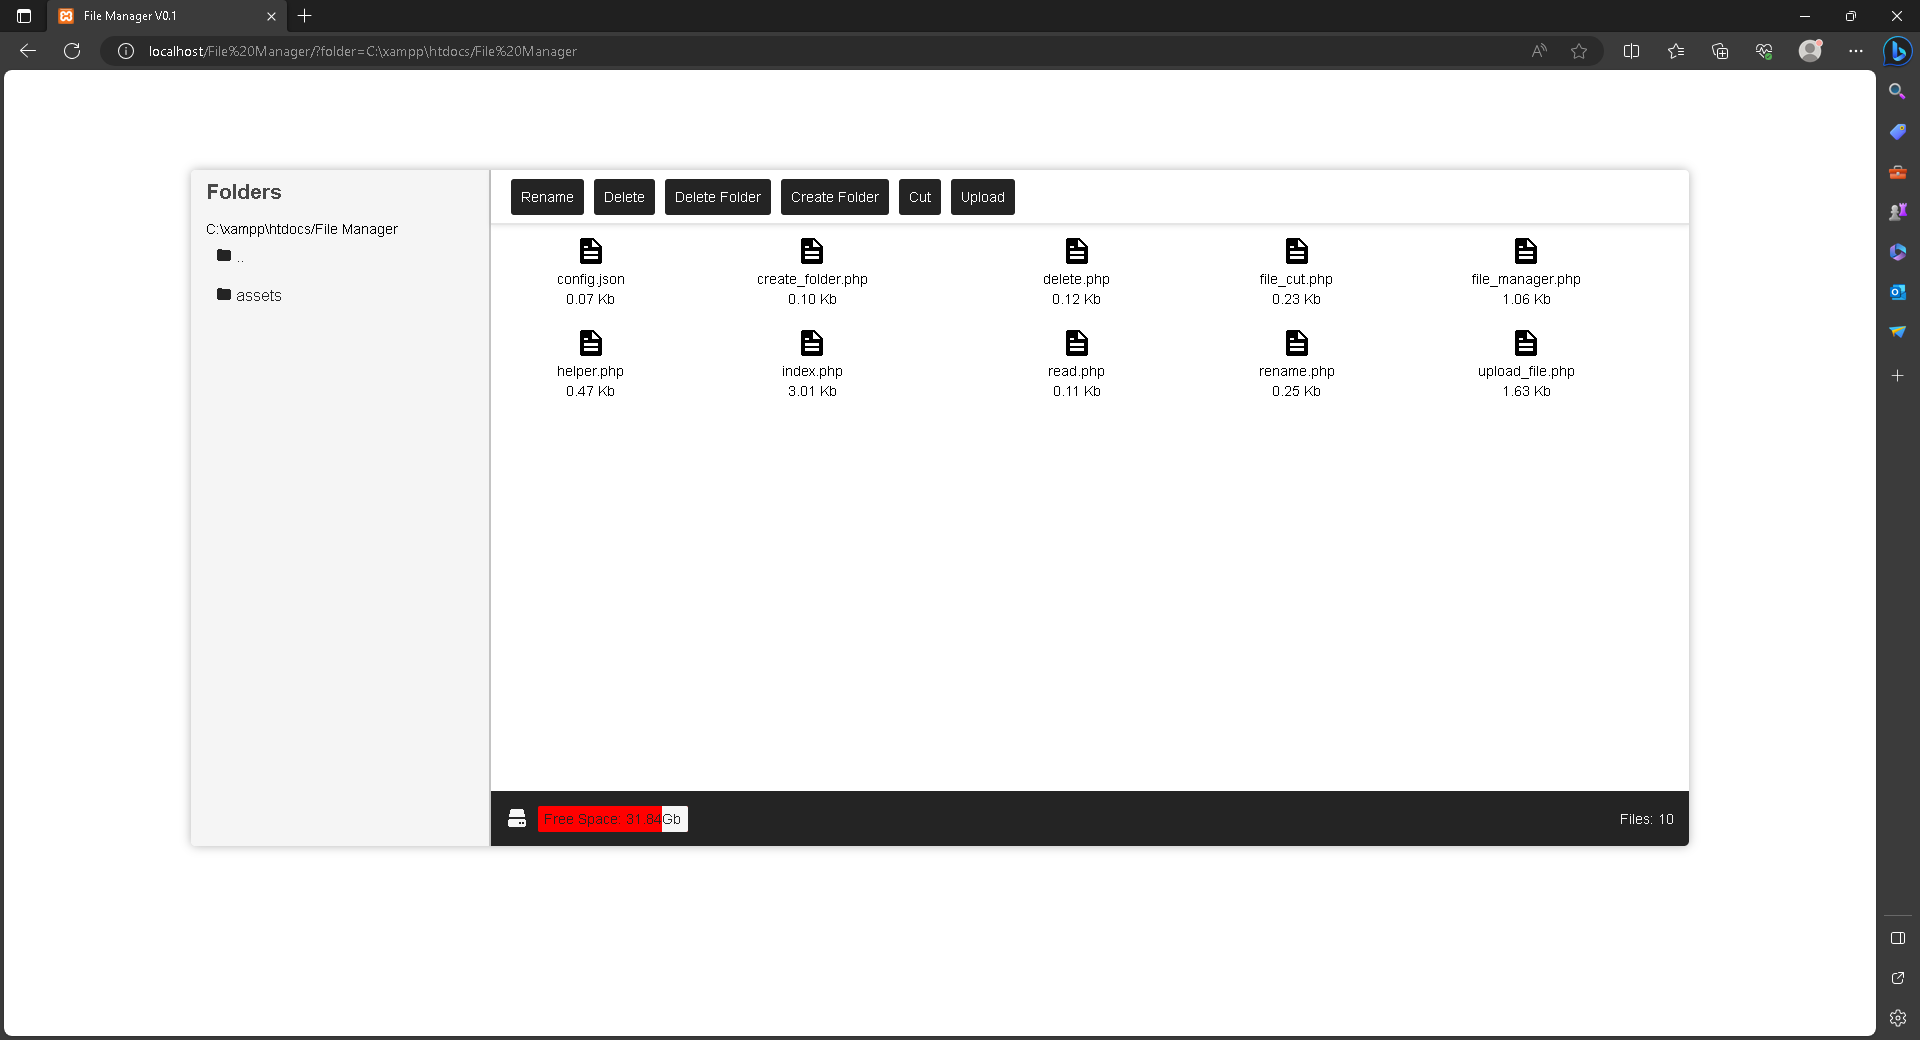 File Manager V0.1
localhost/File%20Manager/?folder=C:\xampp\htdocs/File%20Manager
Folders
C:\xampp\htdocs/File Manager
..
assets
Rename Delete Delete Folder Create Folder Cut Upload
config.json create_folder.php delete.php file_cut.php file_manager.php
0.07 Kb 0.10 Kb 0.12 Kb 0.23 Kb 1.06 Kb
helper.php index.php read.php rename.php upload_file.php
0.47 Kb 3.01 Kb 0.11 Kb 0.25 Kb 1.63 Kb
Free Space: 31.84Gb
Files: 10